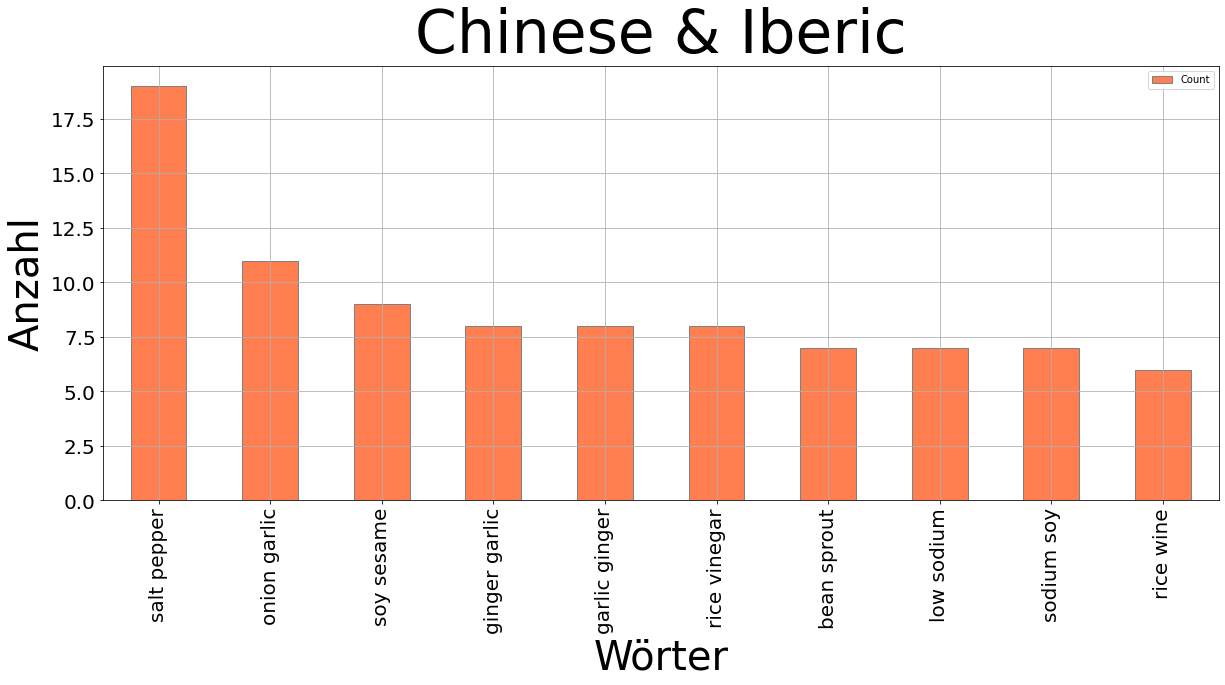 Chinese & Iberic
Count
Anzahl
17.5
15.0
12.5
10.0
7.5
5.0
2.5
0.0
salt pepper
onion garlic
soy sesame
ginger garlic
garlic ginger
rice vinegar
bean sprout
low sodium
sodium soy
rice wine
Wörter